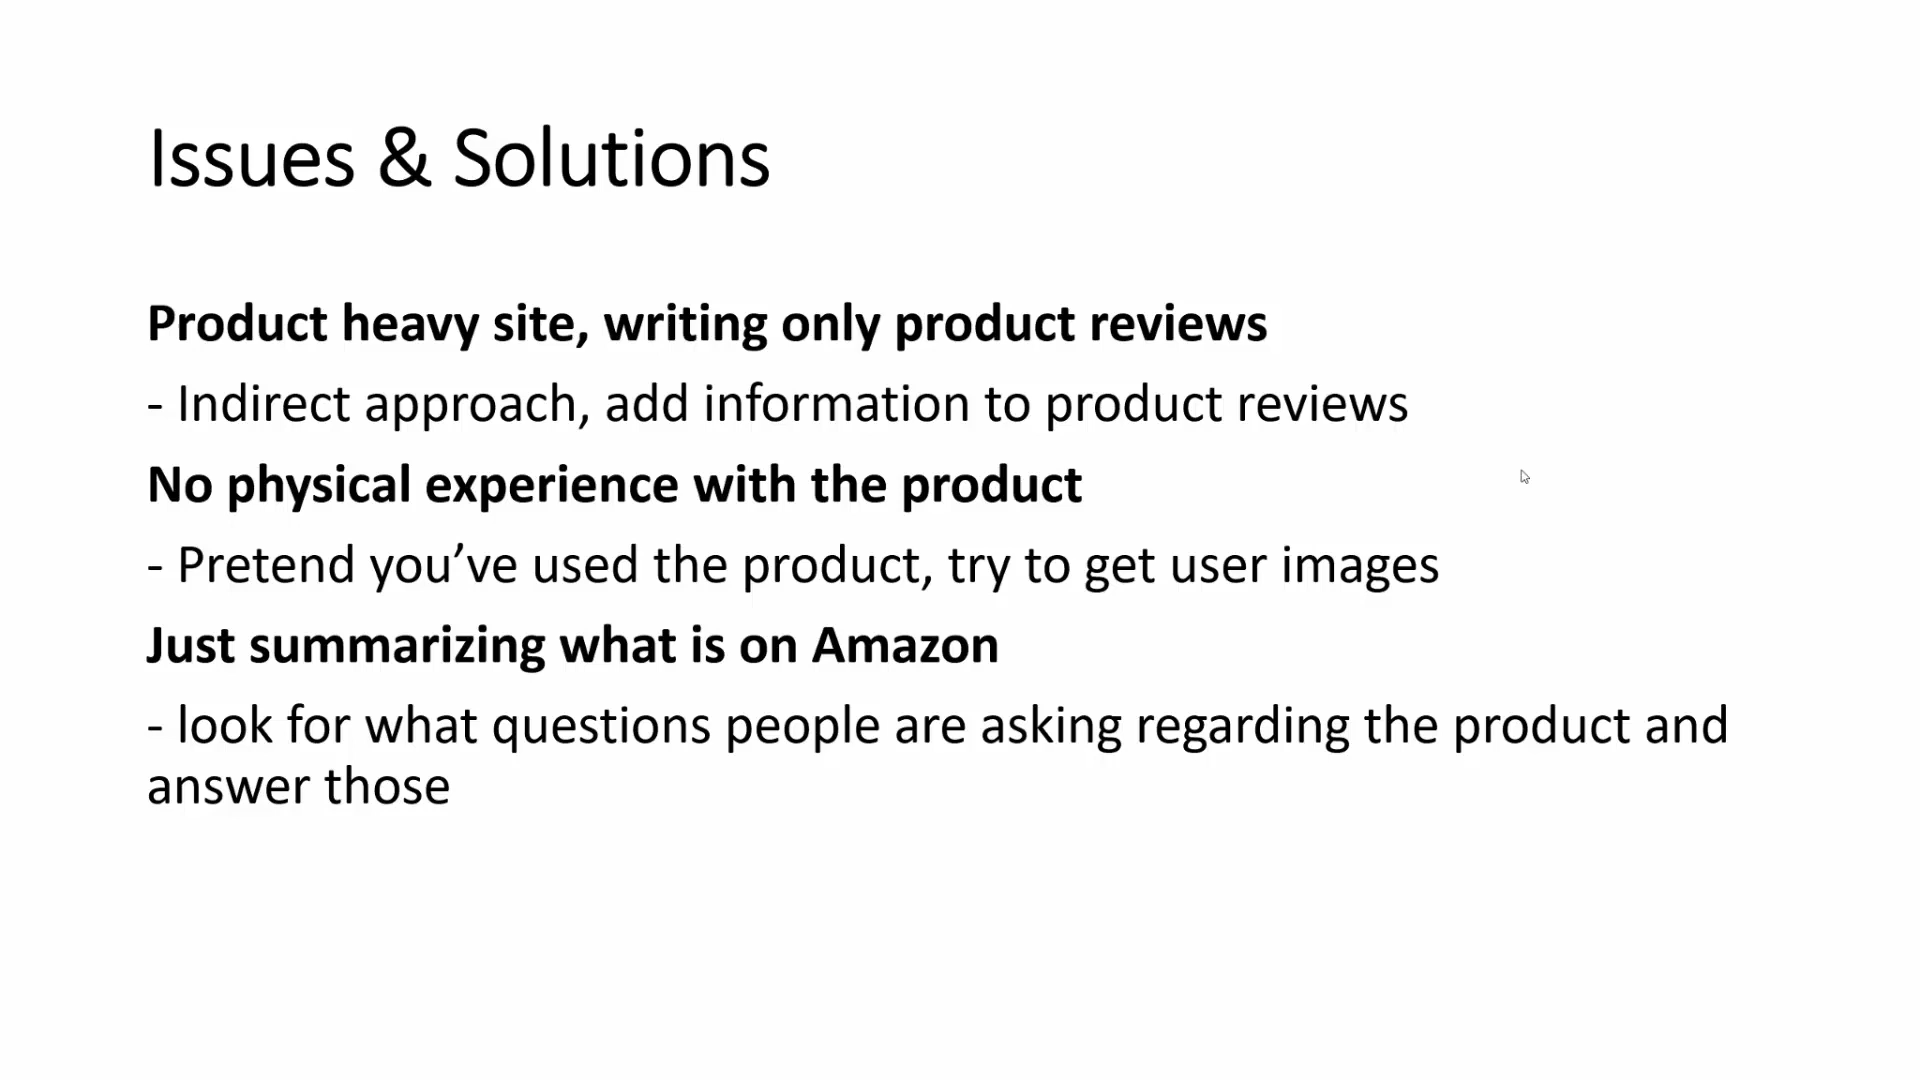 Issues & Solutions
Product heavy site, writing only product reviews
- Indirect approach, add information to product reviews
No physical experience with the product
- Pretend you’ve used the product, try to get user images
Just summarizing what is on Amazon
- look for what questions people are asking regarding the product and
answer those